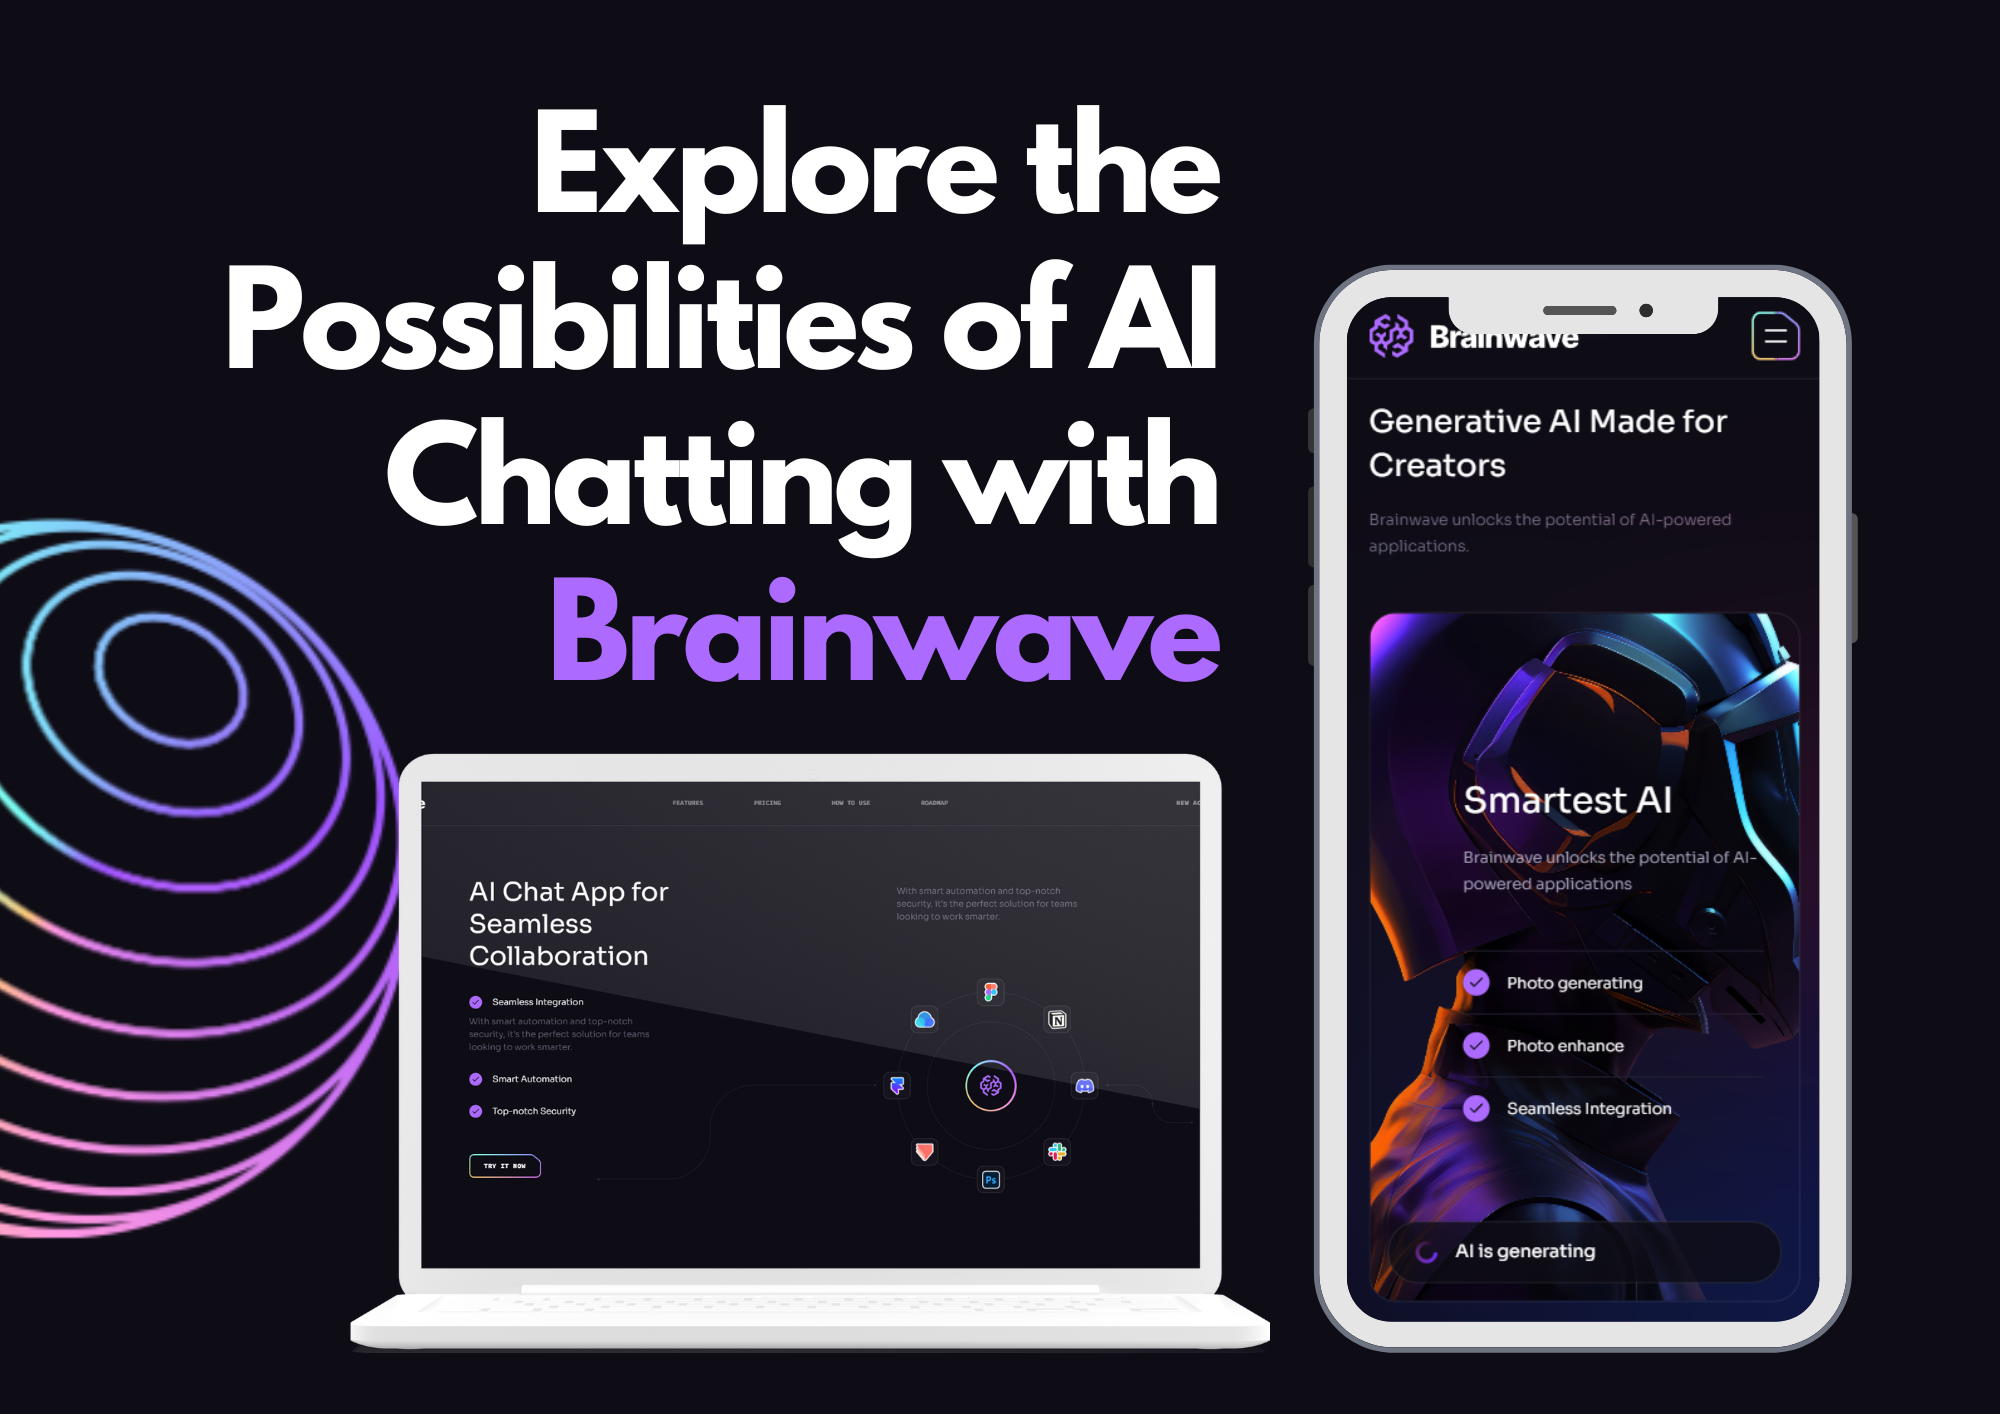 Explore the
Possibilities of AI
Chatting with
Brainwave
FEATURES
PRICING
HOW TO USE
ROADMAP
NEW AC
AI Chat App for
Seamless
Collaboration
Seamless Integration
With smart automation and top-notch
security, it's the perfect solution for teams
looking to work smarter.
Smart Automation
Top-notch Security
TRY IT NOW
With smart automation and top-notch
security, it's the perfect solution for teams
looking to work smarter.
N
Ps
Brainwave
Generative AI Made for
Creators
Brainwave unlocks the potential of AI-powered
applications.
Smartest AI
Brainwave unlocks the potential of AI-
powered applications
Photo generating
Photo enhance
Seamless Integration
AI is generating